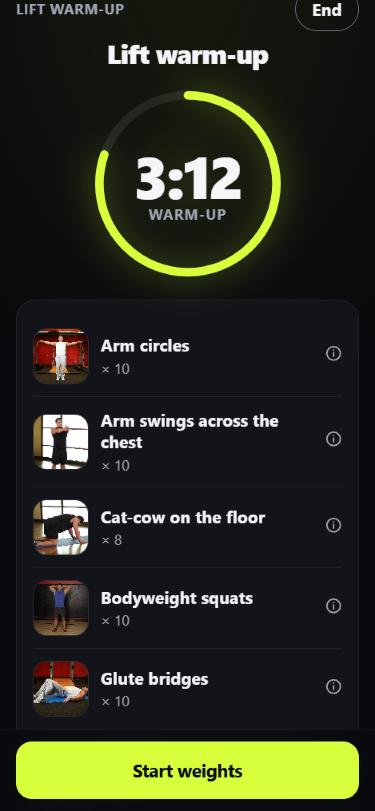 LIFT WARM-UP
End
Lift warm-up
3:12
WARM-UP
Arm circles
× 10
Arm swings across the
chest
× 10
Cat-cow on the floor
× 8
Bodyweight squats
× 10
Glute bridges
× 10
Start weights